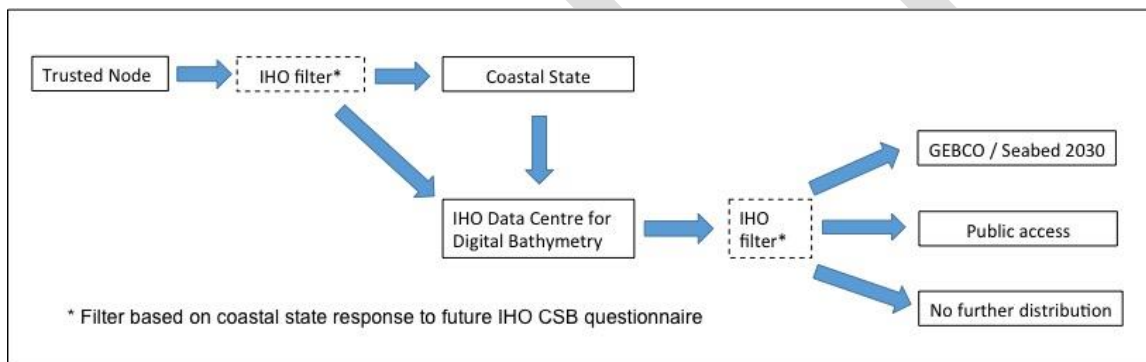 Trusted Node
IHO filter*
Coastal State
GEBCO / Seabed 2030
IHO Data Centre for
Digital Bathymetry
IHO
filter*
Public access
No further distribution
* Filter based on coastal state response to future IHO CSB questionnaire